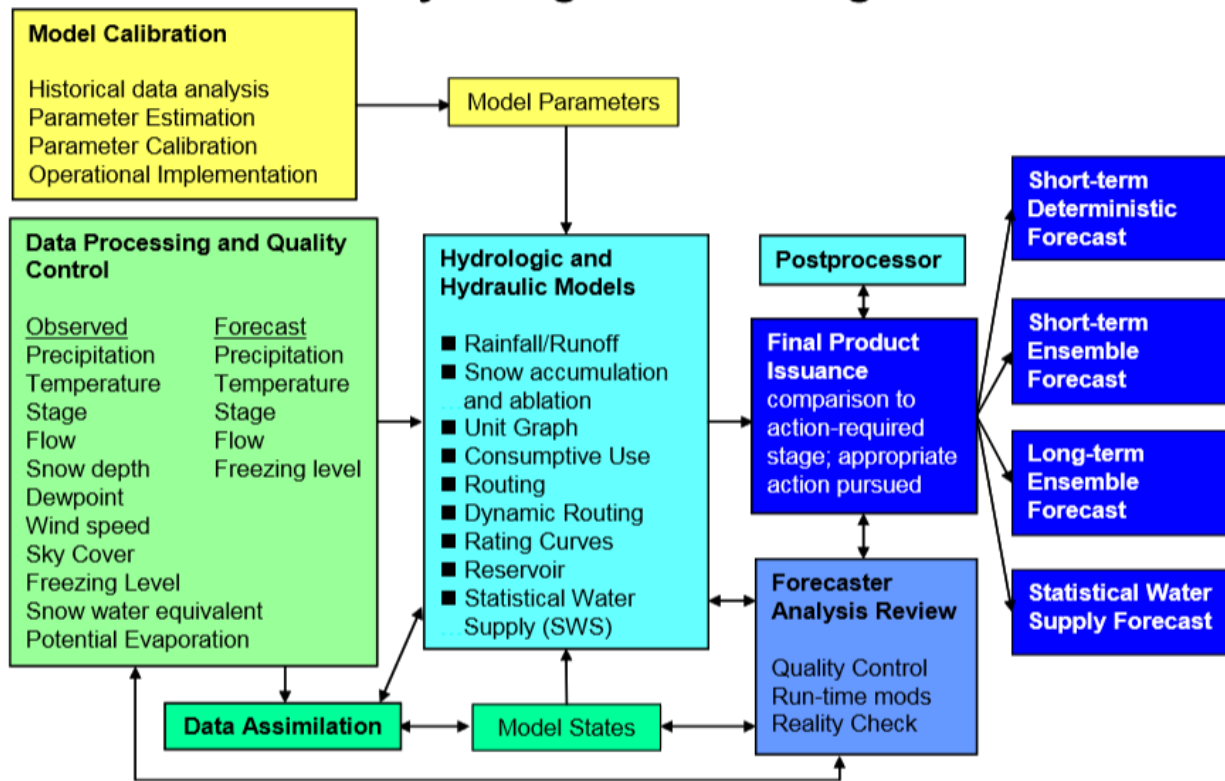 Model Calibration
Historical data analysis
Parameter Estimation
Parameter Calibration
Operational Implementation
Model Parameters
Data Processing and Quality
Control
Observed
Precipitation
Temperature
Stage
Flow
Snow depth
Dewpoint
Wind speed
Sky Cover
Freezing Level
Snow water equivalent
Potential Evaporation
Forecast
Precipitation
Temperature
Stage
Flow
Freezing level
Hydrologic and
Hydraulic Models
■ Rainfall/Runoff
■ Snow accumulation
...and ablation
■ Unit Graph
■ Consumptive Use
■ Routing
■ Dynamic Routing
■ Rating Curves
■ Reservoir
■ Statistical Water
...Supply (SWS)
Postprocessor
Final Product
Issuance
comparison to
action-required
stage; appropriate
action pursued
Forecaster
Analysis Review
Quality Control
Run-time mods
Reality Check
Data Assimilation
Model States
Short-term
Deterministic
Forecast
Short-term
Ensemble
Forecast
Long-term
Ensemble
Forecast
Statistical Water
Supply Forecast